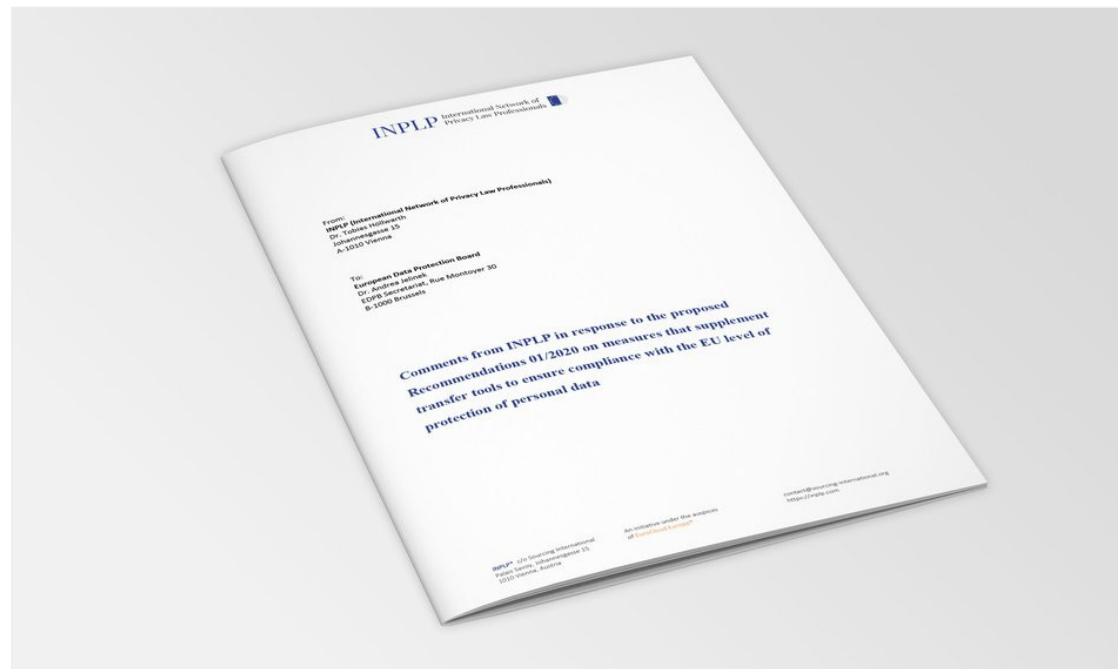 INPLP International Network of
Privacy Law Professionals
From:
INPLP (International Network of Privacy Law Professionals)
Dr. Tobias Höllwarth
Johannesgasse 15
A-1010 Vienna
To:
European Data Protection Board
Dr. Andrea Jelinek
EDPB Secretariat, Rue Montoyer 30
B-1000 Brussels
Comments from INPLP in response to the proposed
Recommendations 01/2020 on measures that supplement
transfer tools to ensure compliance with the EU level of
protection of personal data
INPLP® c/o Sourcing International
Palais Savoy, Johannesgasse 15
1010 Vienna, Austria
An initiative under the auspices
of EuroCloud Europe®
contact@sourcing-international.org
https://inplp.com